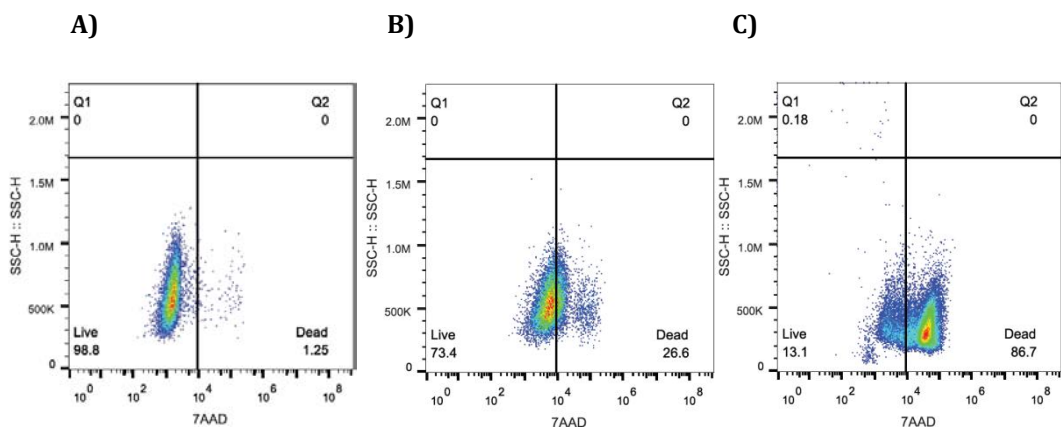 A)
B)
C)
Q1
0
Q2
0
2.0M
1.5M
1.0M
500K
0
SSC-H :: SSC-H
Live
98.8
Dead
1.25
10^0 10^2 10^4 10^6 10^8
7AAD
Q1
0
Q2
0
2.0M
1.5M
1.0M
500K
0
SSC-H :: SSC-H
Live
73.4
Dead
26.6
10^0 10^2 10^4 10^6 10^8
7AAD
Q1
0.18
Q2
0
2.0M
1.5M
1.0M
500K
0
SSC-H :: SSC-H
Live
13.1
Dead
86.7
10^0 10^2 10^4 10^6 10^8
7AAD